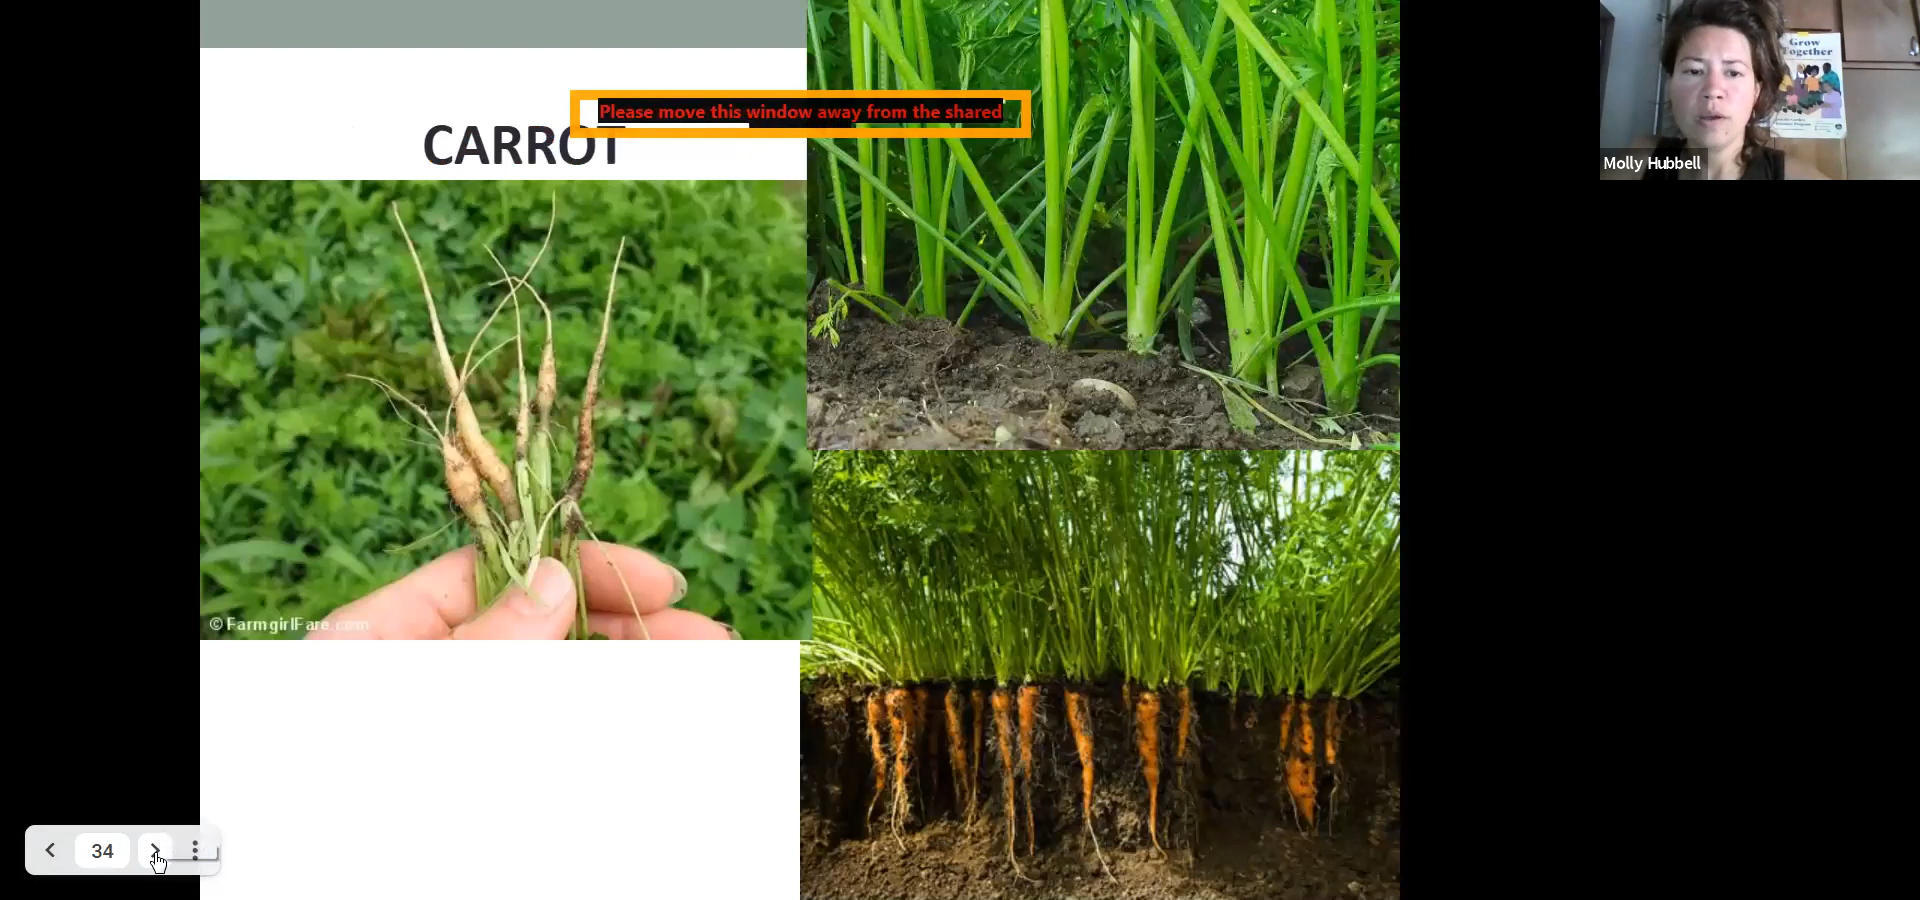 Please move this window away from the shared
CARROT
Grow
Together
Molly Hubbell
© FarmgirlFare.com
34